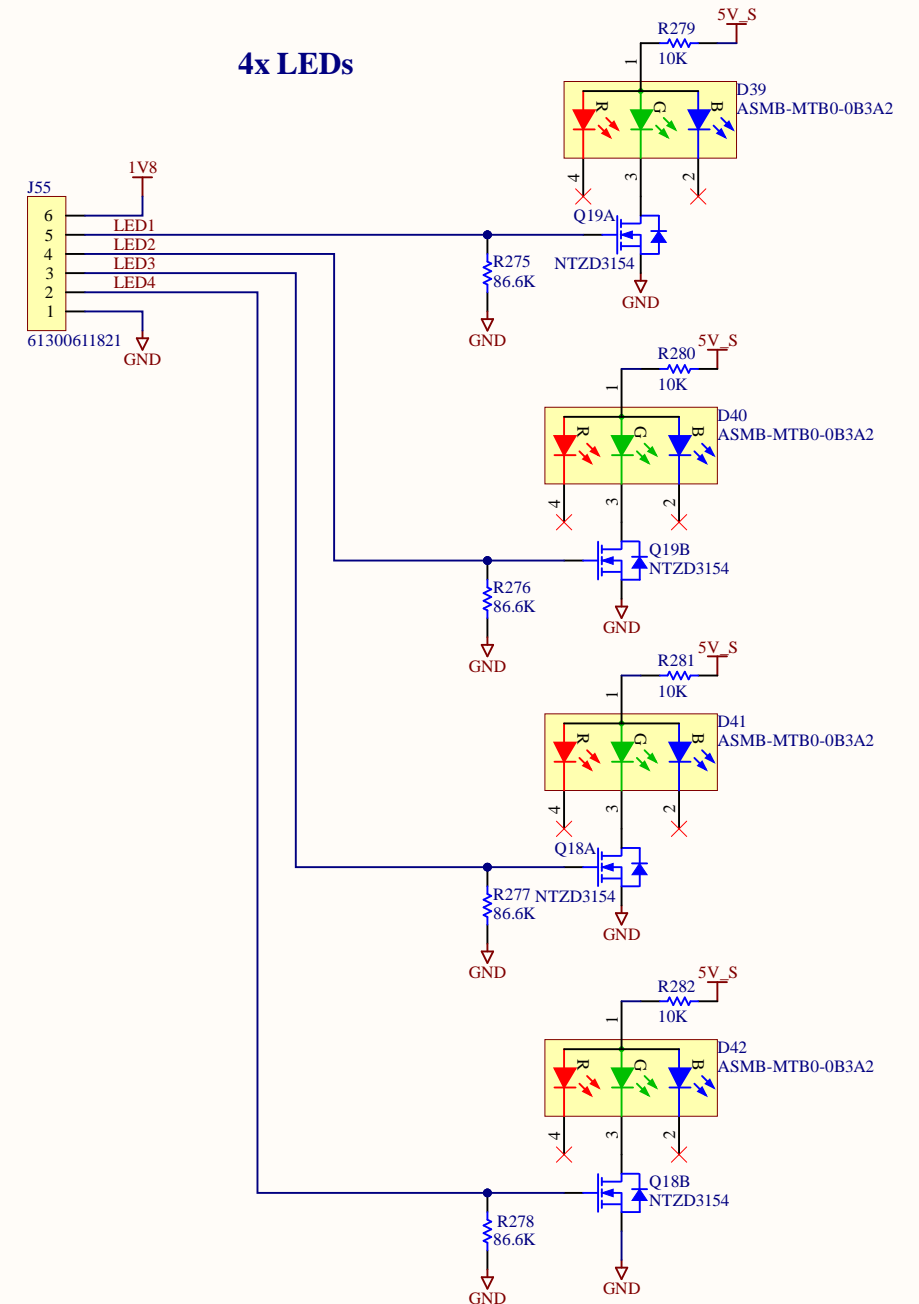 4x LEDs
J55
1V8
6
5
4
3
2
1
LED1
LED2
LED3
LED4
61300611821
GND
5V_S
R279
10K
1
D39
ASMB-MTB0-0B3A2
R
G
B
4
3
2
Q19A
NTZD3154
GND
R275
86.6K
GND
5V_S
R280
10K
1
D40
ASMB-MTB0-0B3A2
R
G
B
4
3
2
Q19B
NTZD3154
GND
R276
86.6K
GND
5V_S
R281
10K
1
D41
ASMB-MTB0-0B3A2
R
G
B
4
3
2
Q18A
NTZD3154
GND
R277
86.6K
GND
5V_S
R282
10K
1
D42
ASMB-MTB0-0B3A2
R
G
B
4
3
2
Q18B
NTZD3154
GND
R278
86.6K
GND